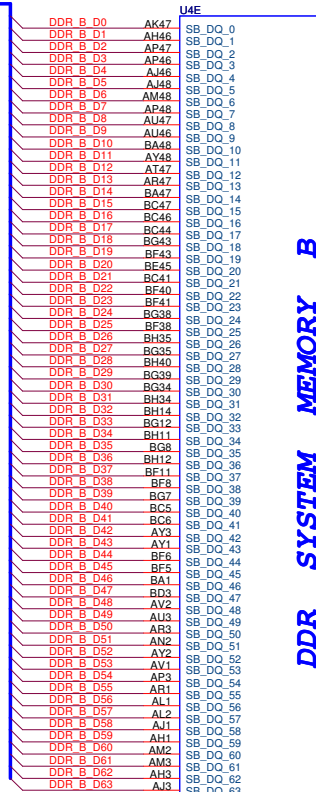 U4E
DDR_B_D0 AK47 SB_DQ_0
DDR_B_D1 AH46 SB_DQ_1
DDR_B_D2 AP47 SB_DQ_2
DDR_B_D3 AP46 SB_DQ_3
DDR_B_D4 AJ46 SB_DQ_4
DDR_B_D5 AJ48 SB_DQ_5
DDR_B_D6 AM48 SB_DQ_6
DDR_B_D7 AP48 SB_DQ_7
DDR_B_D8 AU47 SB_DQ_8
DDR_B_D9 AU46 SB_DQ_9
DDR_B_D10 BA48 SB_DQ_10
DDR_B_D11 AY48 SB_DQ_11
DDR_B_D12 AT47 SB_DQ_12
DDR_B_D13 AR47 SB_DQ_13
DDR_B_D14 BA47 SB_DQ_14
DDR_B_D15 BC47 SB_DQ_15
DDR_B_D16 BC46 SB_DQ_16
DDR_B_D17 BC44 SB_DQ_17
DDR_B_D18 BG43 SB_DQ_18
DDR_B_D19 BF43 SB_DQ_19
DDR_B_D20 BE45 SB_DQ_20
DDR_B_D21 BC41 SB_DQ_21
DDR_B_D22 BF40 SB_DQ_22
DDR_B_D23 BF41 SB_DQ_23
DDR_B_D24 BG38 SB_DQ_24
DDR_B_D25 BF38 SB_DQ_25
DDR_B_D26 BH35 SB_DQ_26
DDR_B_D27 BG35 SB_DQ_27
DDR_B_D28 BH40 SB_DQ_28
DDR_B_D29 BG39 SB_DQ_29
DDR_B_D30 BG34 SB_DQ_30
DDR_B_D31 BH34 SB_DQ_31
DDR_B_D32 BH14 SB_DQ_32
DDR_B_D33 BG12 SB_DQ_33
DDR_B_D34 BH11 SB_DQ_34
DDR_B_D35 BG8 SB_DQ_35
DDR_B_D36 BH12 SB_DQ_36
DDR_B_D37 BF11 SB_DQ_37
DDR_B_D38 BF8 SB_DQ_38
DDR_B_D39 BG7 SB_DQ_39
DDR_B_D40 BC5 SB_DQ_40
DDR_B_D41 BC6 SB_DQ_41
DDR_B_D42 AY3 SB_DQ_42
DDR_B_D43 AY1 SB_DQ_43
DDR_B_D44 BF6 SB_DQ_44
DDR_B_D45 BF5 SB_DQ_45
DDR_B_D46 BA1 SB_DQ_46
DDR_B_D47 BD3 SB_DQ_47
DDR_B_D48 AV2 SB_DQ_48
DDR_B_D49 AU3 SB_DQ_49
DDR_B_D50 AR3 SB_DQ_50
DDR_B_D51 AN2 SB_DQ_51
DDR_B_D52 AY2 SB_DQ_52
DDR_B_D53 AV1 SB_DQ_53
DDR_B_D54 AP3 SB_DQ_54
DDR_B_D55 AR1 SB_DQ_55
DDR_B_D56 AL1 SB_DQ_56
DDR_B_D57 AL2 SB_DQ_57
DDR_B_D58 AJ1 SB_DQ_58
DDR_B_D59 AH1 SB_DQ_59
DDR_B_D60 AM2 SB_DQ_60
DDR_B_D61 AM3 SB_DQ_61
DDR_B_D62 AH3 SB_DQ_62
DDR_B_D63 AJ3 SB_DQ_63
DDR SYSTEM MEMORY B